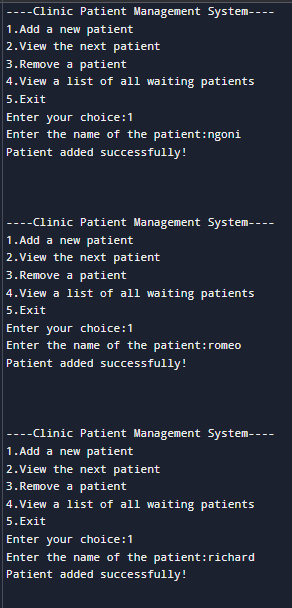 ----Clinic Patient Management System----
1.Add a new patient
2.View the next patient
3.Remove a patient
4.View a list of all waiting patients
5.Exit
Enter your choice:1
Enter the name of the patient:ngoni
Patient added successfully!
----Clinic Patient Management System----
1.Add a new patient
2.View the next patient
3.Remove a patient
4.View a list of all waiting patients
5.Exit
Enter your choice:1
Enter the name of the patient:romeo
Patient added successfully!
----Clinic Patient Management System----
1.Add a new patient
2.View the next patient
3.Remove a patient
4.View a list of all waiting patients
5.Exit
Enter your choice:1
Enter the name of the patient:richard
Patient added successfully!